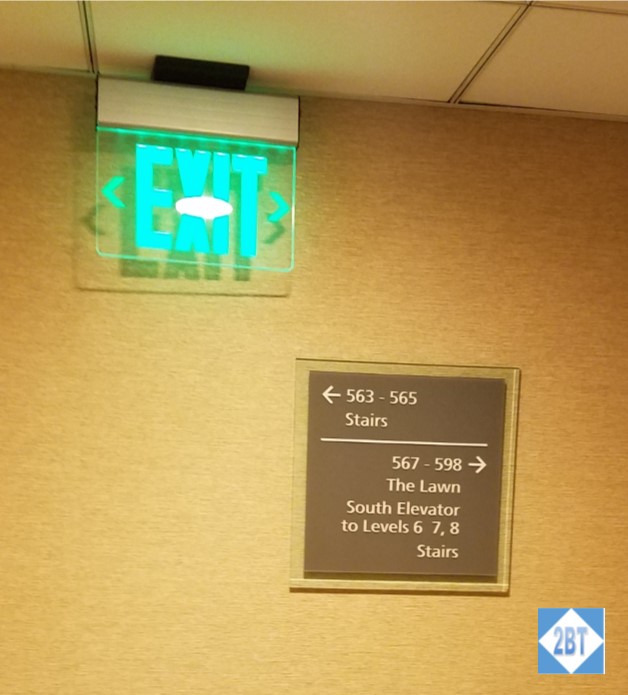 EXIT
← 563 - 565
Stairs
567 - 598 →
The Lawn
South Elevator
to Levels 6 7, 8
Stairs
2BT